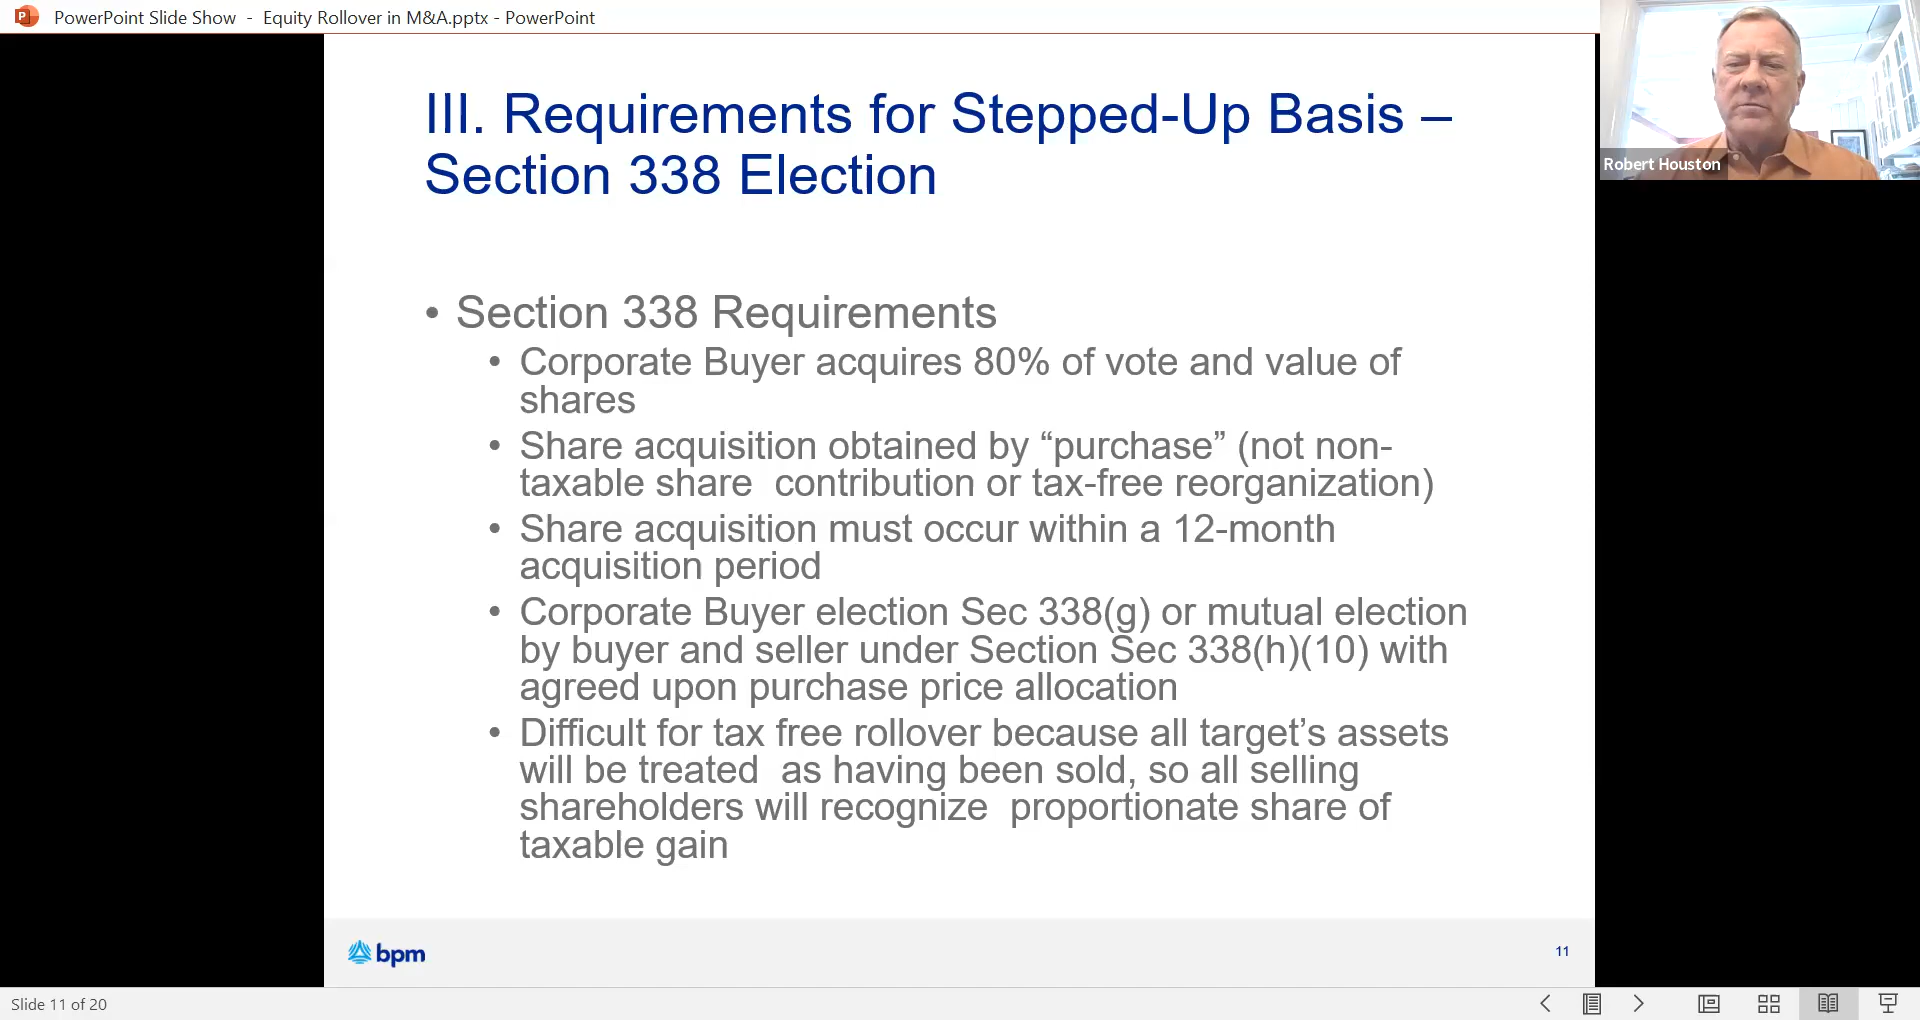 PowerPoint Slide Show - Equity Rollover in M&A.pptx - PowerPoint
Robert Houston
III. Requirements for Stepped-Up Basis –
Section 338 Election
• Section 338 Requirements
• Corporate Buyer acquires 80% of vote and value of
shares
• Share acquisition obtained by “purchase” (not non-
taxable share  contribution or tax-free reorganization)
• Share acquisition must occur within a 12-month
acquisition period
• Corporate Buyer election Sec 338(g) or mutual election
by buyer and seller under Section Sec 338(h)(10) with
agreed upon purchase price allocation
• Difficult for tax free rollover because all target’s assets
will be treated  as having been sold, so all selling
shareholders will recognize  proportionate share of
taxable gain
bpm
11
Slide 11 of 20